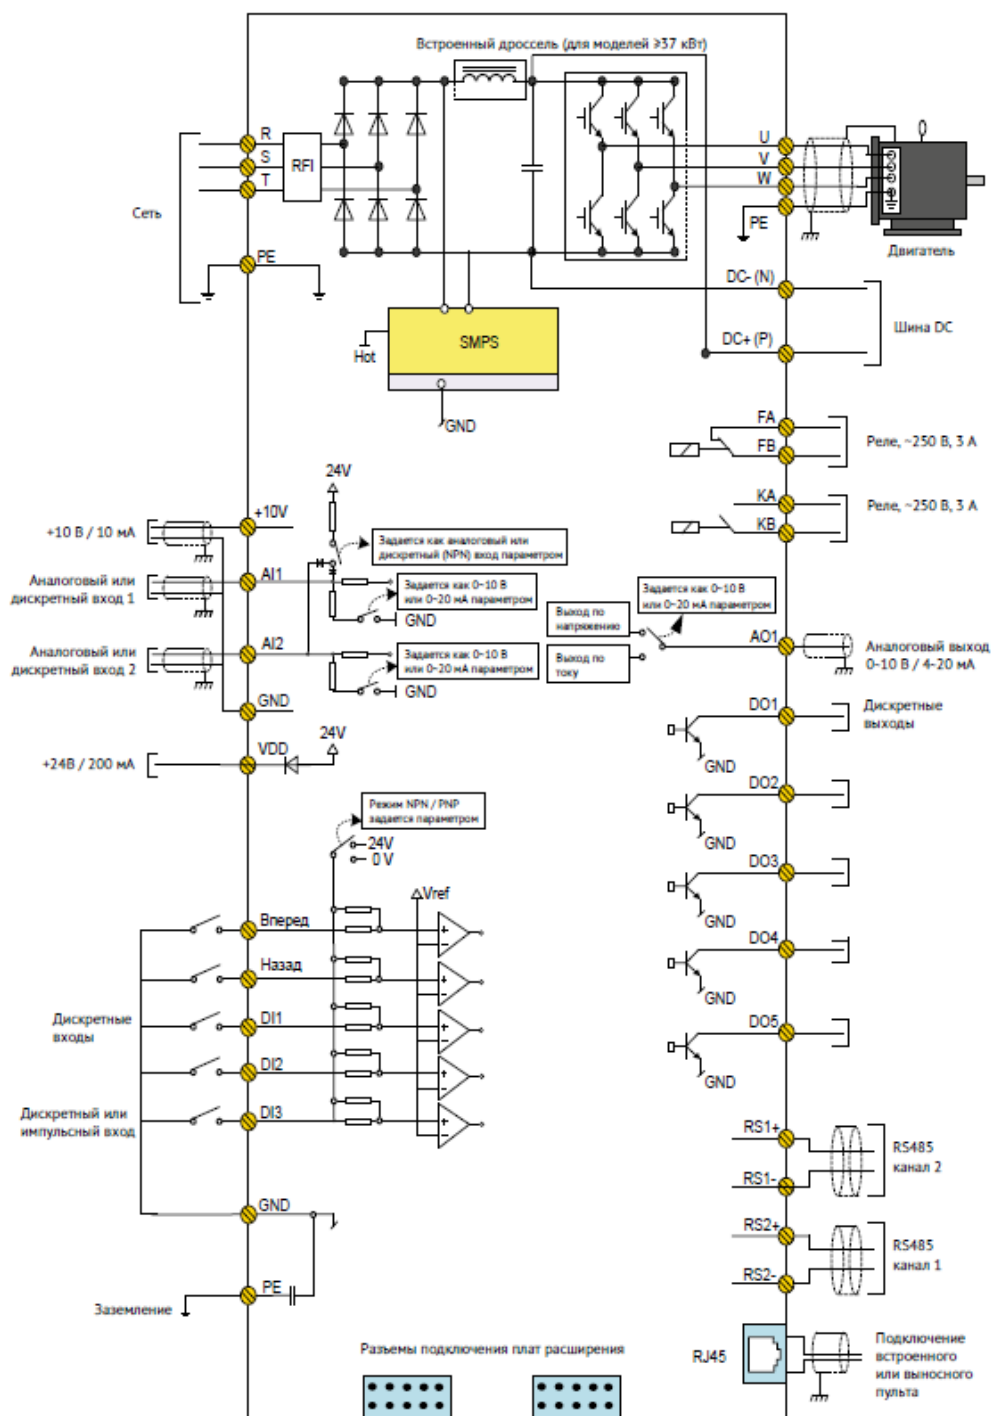 Встроенный дроссель (для моделей ≥37 кВт)
R
S
T
RFI
Сеть
PE
U
V
W
PE
Двигатель
DC- (N)
Шина DC
DC+ (P)
SMPS
Hot
GND
FA
FB
Реле, ~250 В, 3 А
KA
KB
Реле, ~250 В, 3 А
24V
+10V
+10 В / 10 мА
Задается как аналоговый или
дискретный (NPN) вход параметром
Аналоговый или
дискретный вход 1
AI1
Задается как 0~10 В
или 0~20 мА параметром
GND
Аналоговый или
дискретный вход 2
AI2
Задается как 0~10 В
или 0~20 мА параметром
GND
GND
Задается как 0~10 В
или 0~20 мА параметром
Выход по
напряжению
Выход по
току
AO1
Аналоговый выход
0-10 В / 4-20 мА
24V
VDD
+24В / 200 мА
DO1
Дискретные
выходы
GND
DO2
GND
DO3
GND
DO4
GND
DO5
GND
Режим NPN / PNP
задается параметром
24V
0 V
Vref
Вперед
Назад
Дискретные
входы
DI1
DI2
Дискретный или
импульсный вход
DI3
+
-
+
-
+
-
+
-
+
-
GND
PE
Заземление
RS1+
RS1-
RS485
канал 2
RS2+
RS2-
RS485
канал 1
Разъемы подключения плат расширения
RJ45
Подключение
встроенного
или выносного
пульта